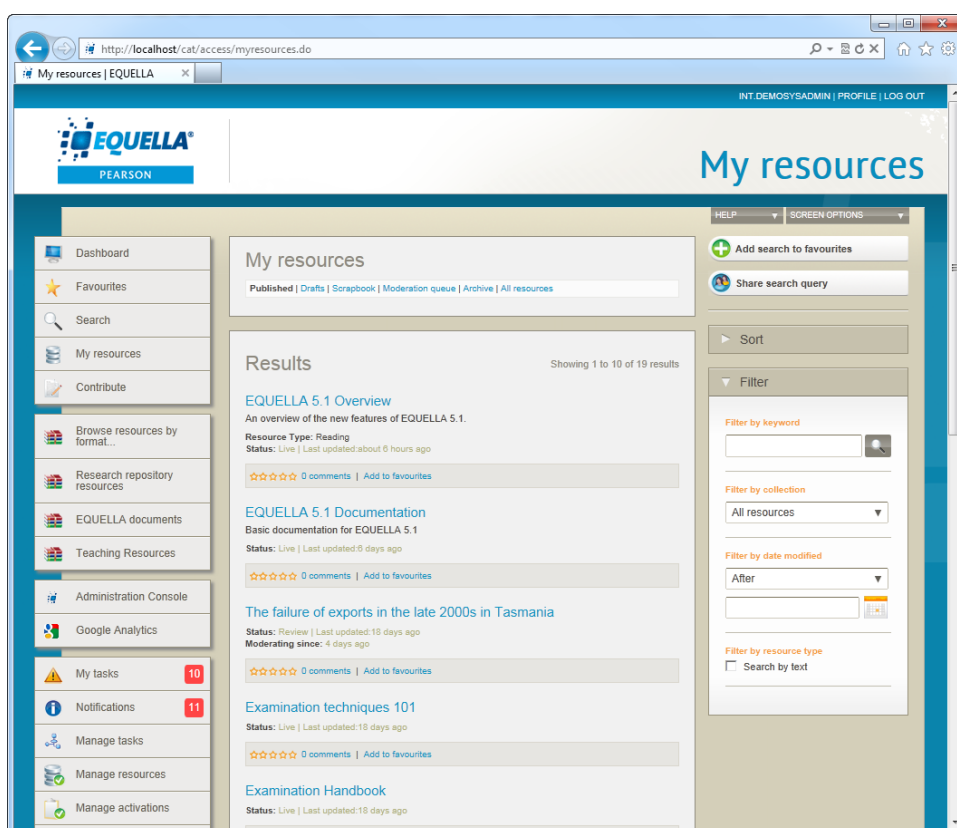 http://localhost/cat/access/myresources.do
My resources | EQUELLA
INT.DEMOSYSADMIN | PROFILE | LOG OUT
EQUELLA®
PEARSON
My resources
HELP
SCREEN OPTIONS
Dashboard
Favourites
Search
My resources
Contribute
Browse resources by
format...
Research repository
resources
EQUELLA documents
Teaching Resources
Administration Console
Google Analytics
My tasks 10
Notifications 11
Manage tasks
Manage resources
Manage activations
My resources
Published | Drafts | Scrapbook | Moderation queue | Archive | All resources
Results
Showing 1 to 10 of 19 results
EQUELLA 5.1 Overview
An overview of the new features of EQUELLA 5.1.
Resource Type: Reading
Status: Live | Last updated:about 6 hours ago
0 comments | Add to favourites
EQUELLA 5.1 Documentation
Basic documentation for EQUELLA 5.1
Status: Live | Last updated:6 days ago
0 comments | Add to favourites
The failure of exports in the late 2000s in Tasmania
Status: Review | Last updated:18 days ago
Moderating since: 4 days ago
0 comments | Add to favourites
Examination techniques 101
Status: Live | Last updated:18 days ago
0 comments | Add to favourites
Examination Handbook
Status: Live | Last updated:18 days ago
Add search to favourites
Share search query
Sort
Filter
Filter by keyword
Filter by collection
All resources
Filter by date modified
After
Filter by resource type
Search by text